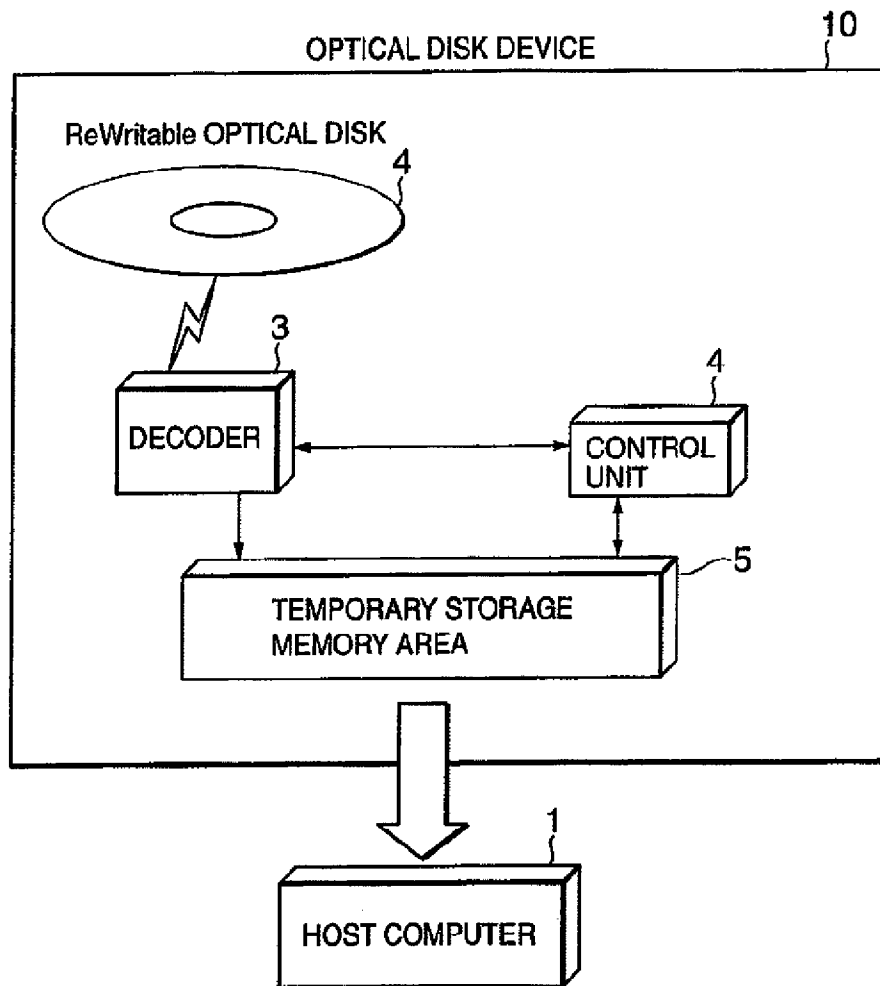 10
OPTICAL DISK DEVICE
ReWritable OPTICAL DISK
4
3
DECODER
4
CONTROL
UNIT
5
TEMPORARY STORAGE
MEMORY AREA
1
HOST COMPUTER